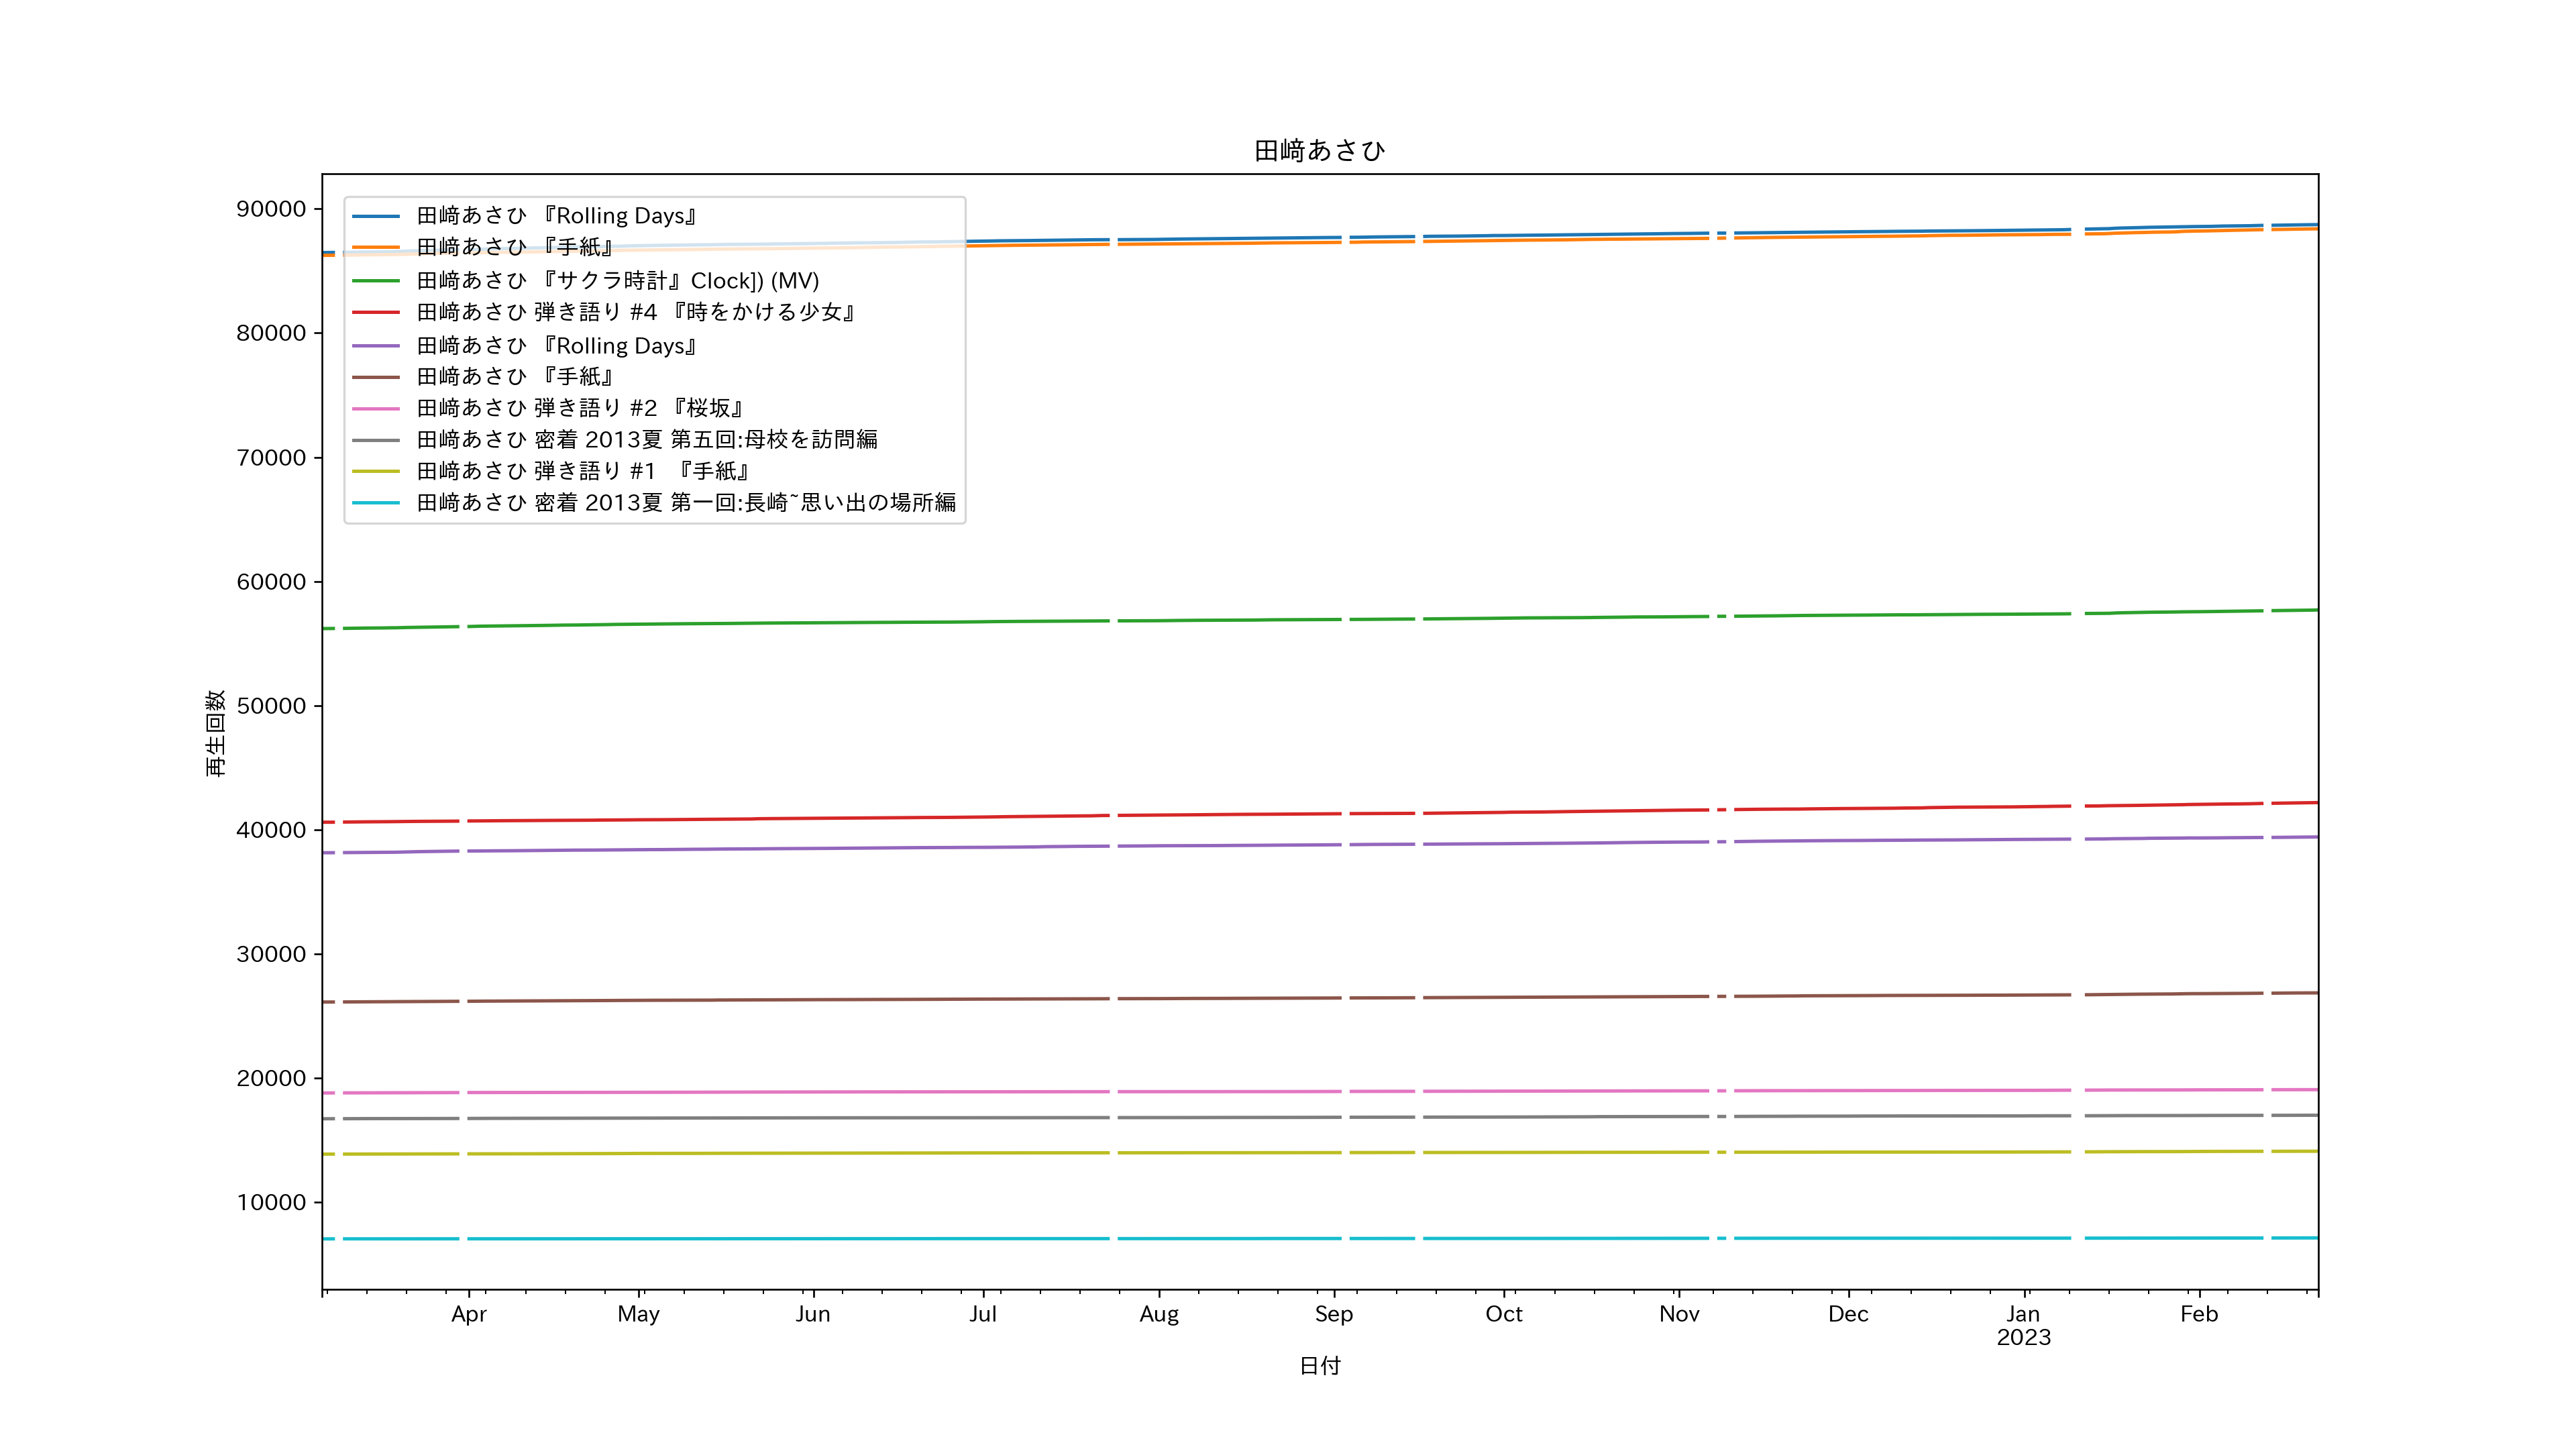 田﨑あさひ
90000
80000
70000
60000
50000
40000
30000
20000
10000
再生回数
田﨑あさひ 『Rolling Days』
田﨑あさひ 『手紙』
田﨑あさひ 『サクラ時計』Clock]) (MV)
田﨑あさひ 弾き語り #4 『時をかける少女』
田﨑あさひ 『Rolling Days』
田﨑あさひ 『手紙』
田﨑あさひ 弾き語り #2 『桜坂』
田﨑あさひ 密着 2013夏 第五回:母校を訪問編
田﨑あさひ 弾き語り #1 『手紙』
田﨑あさひ 密着 2013夏 第一回:長崎~思い出の場所編
Apr May Jun Jul Aug Sep Oct Nov Dec Jan Feb
2023
日付